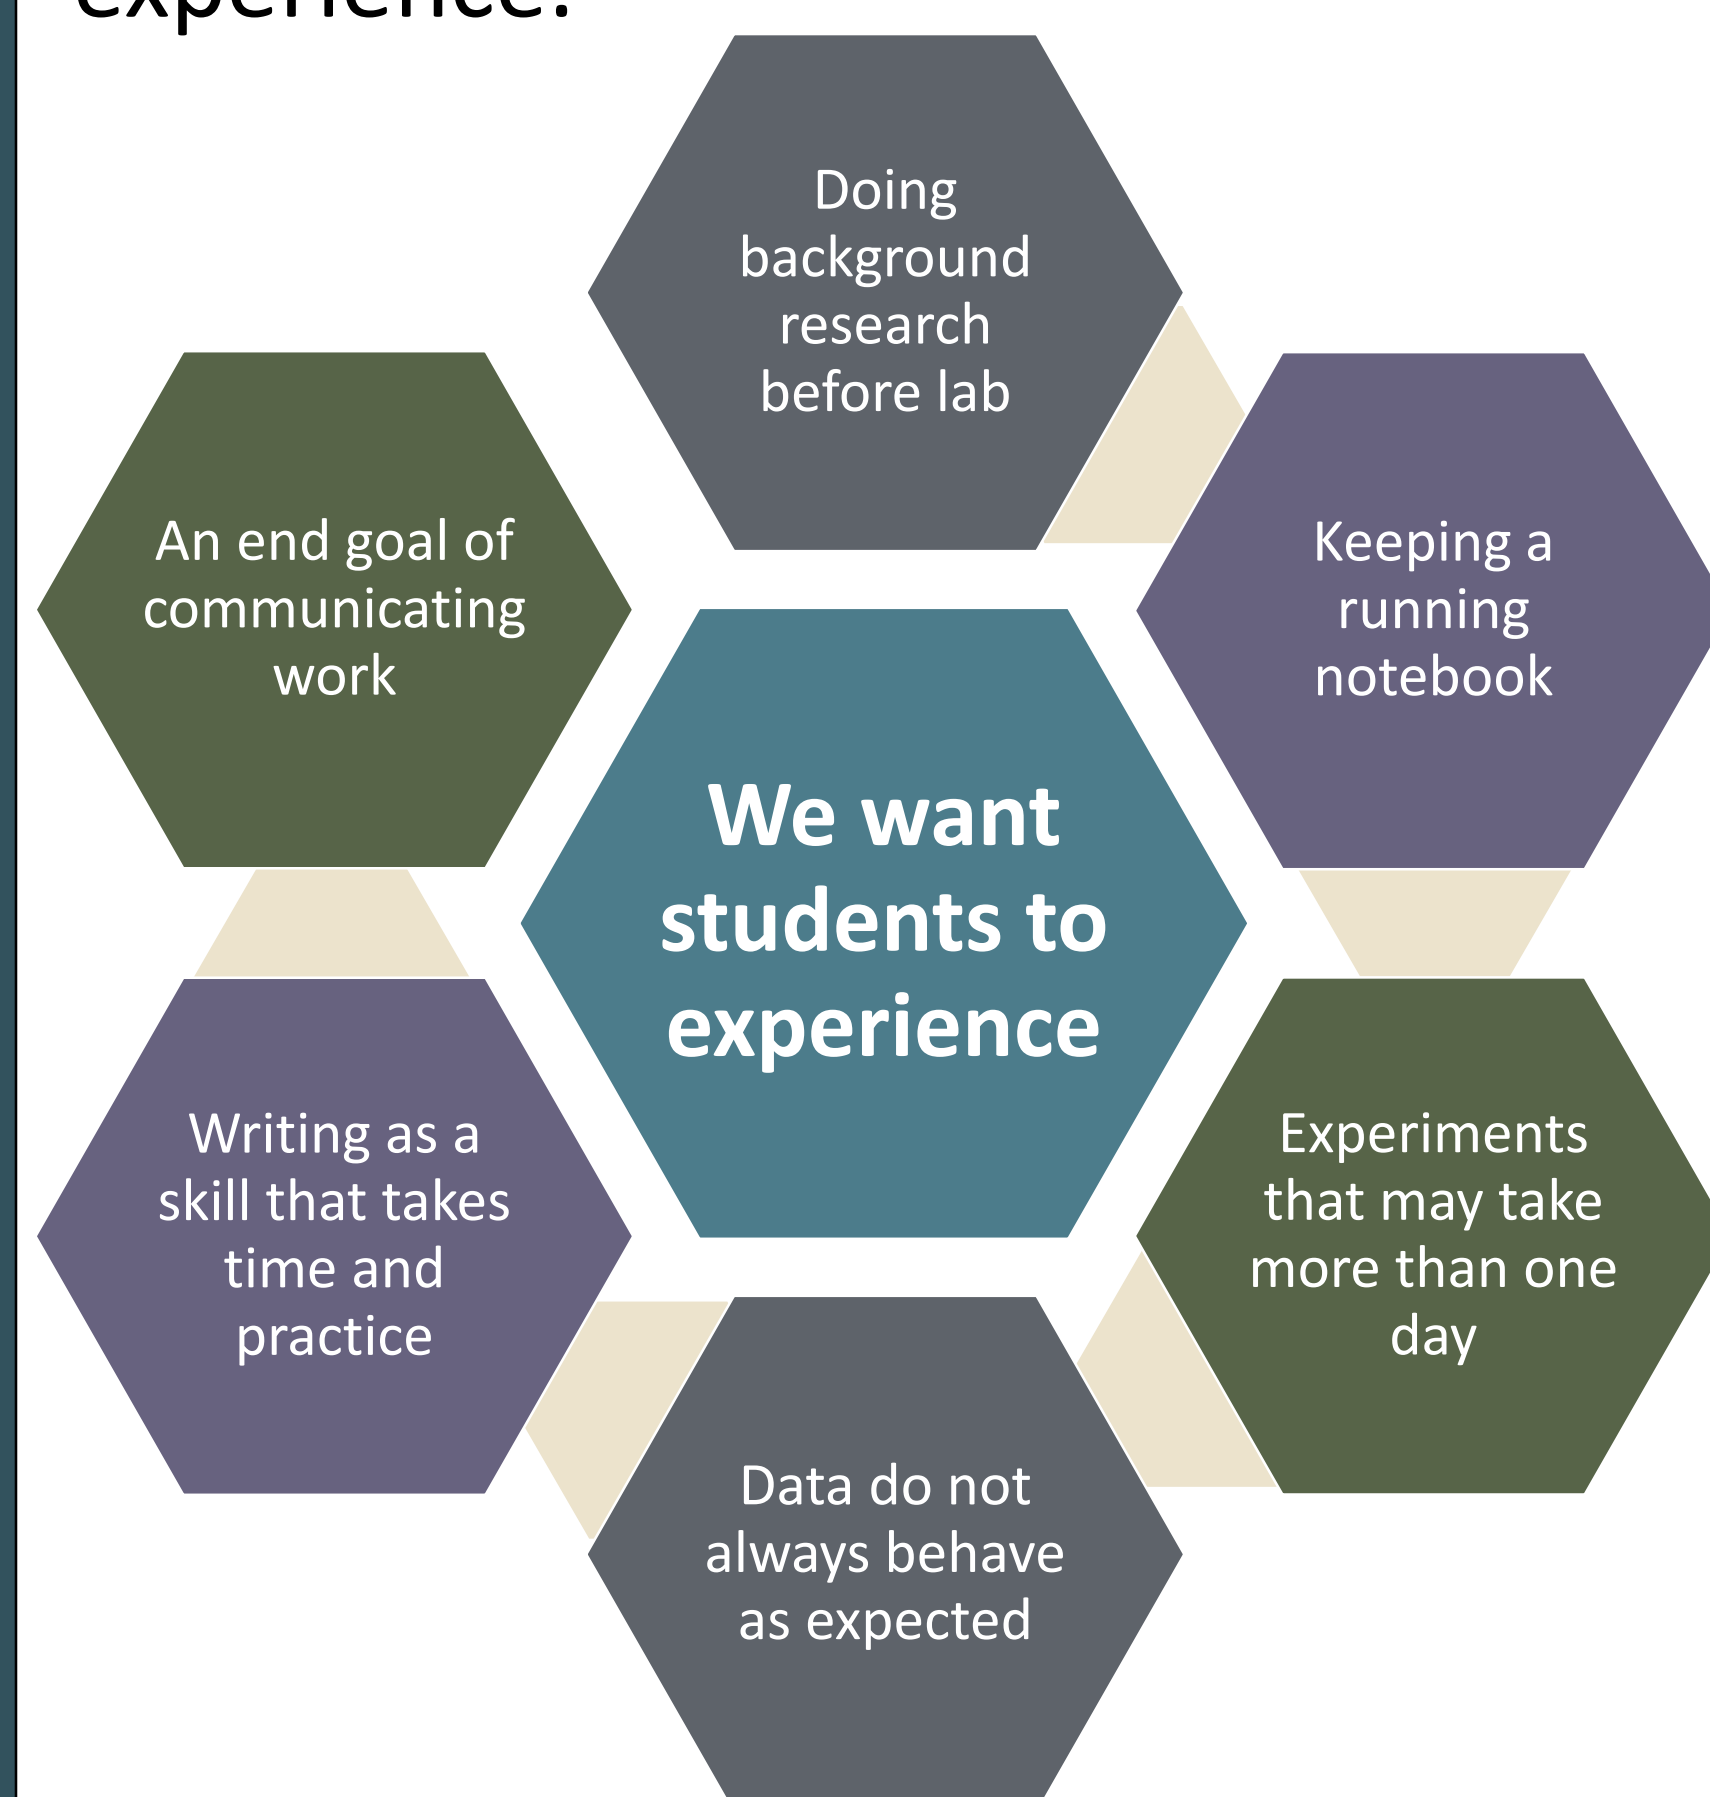 experience.
Doing
background
research
before lab
An end goal of
communicating
work
Keeping a
running
notebook
We want
students to
experience
Writing as a
skill that takes
time and
practice
Experiments
that may take
more than one
day
Data do not
always behave
as expected